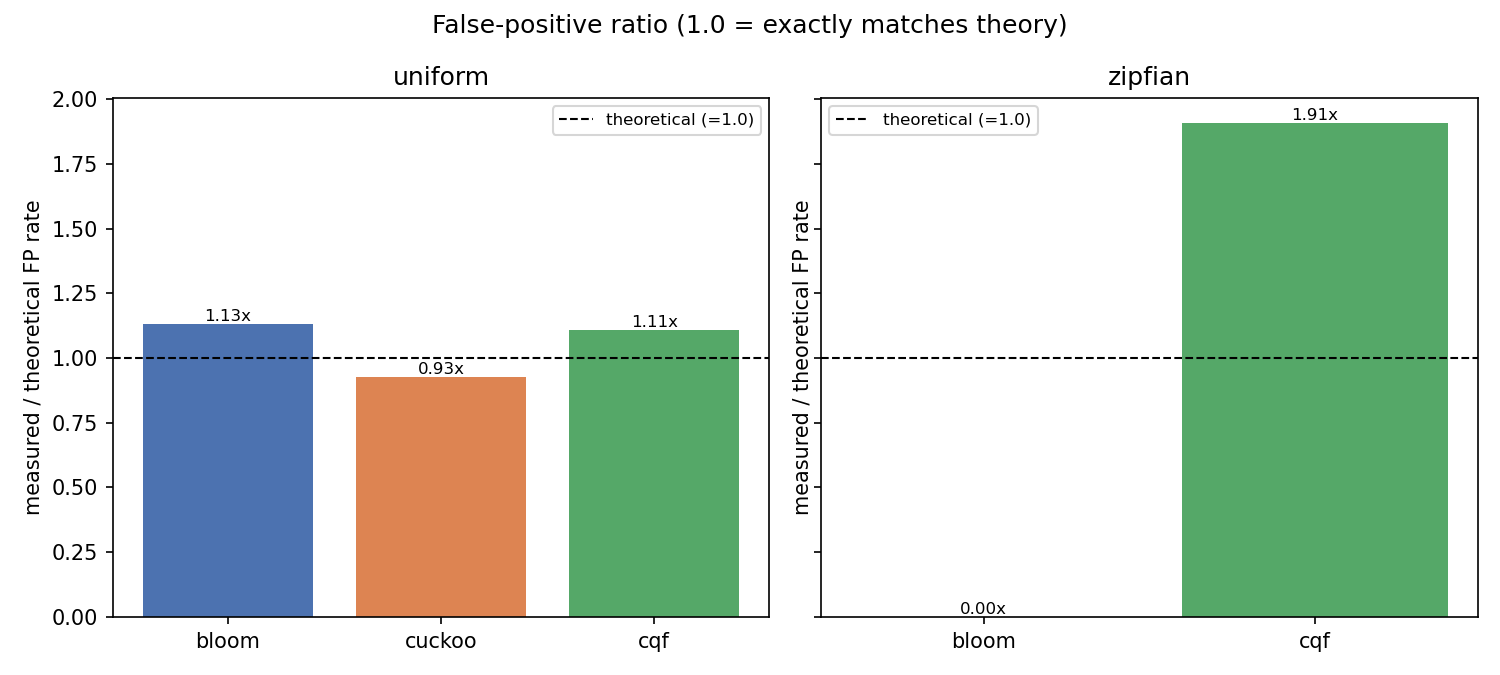 False-positive ratio (1.0 = exactly matches theory)
uniform
measured / theoretical FP rate
2.00
1.75
1.50
1.25
1.00
0.75
0.50
0.25
0.00
theoretical (=1.0)
1.13x
0.93x
1.11x
bloom
cuckoo
cqf
zipfian
measured / theoretical FP rate
theoretical (=1.0)
1.91x
0.00x
bloom
cqf